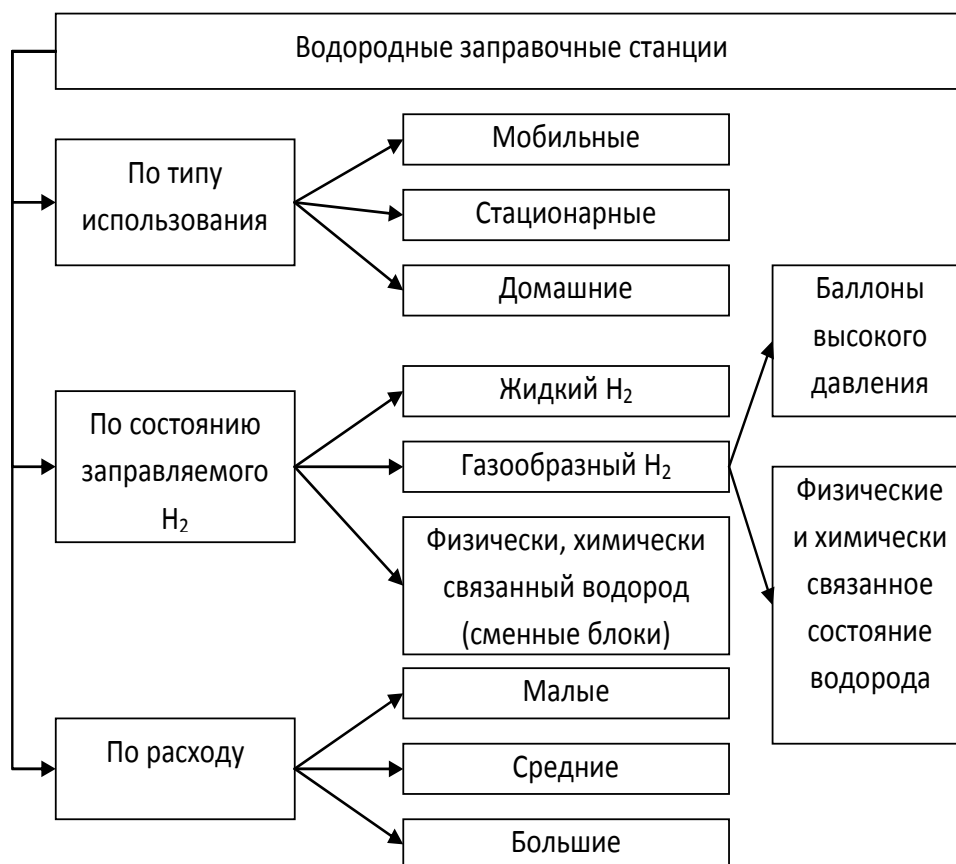 Водородные заправочные станции
По типу
использования
Мобильные
Стационарные
Домашние
По состоянию
заправляемого
H₂
Жидкий H₂
Газообразный H₂
Физически, химически
связанный водород
(сменные блоки)
Баллоны
высокого
давления
Физические
и химически
связанное
состояние
водорода
По расходу
Малые
Средние
Большие